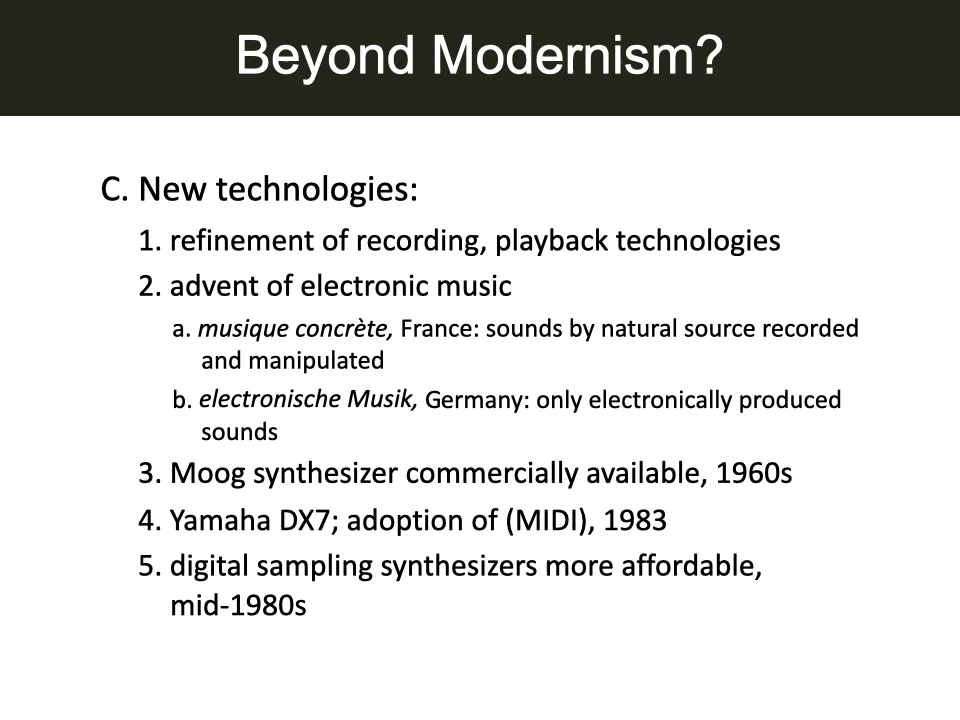 Beyond Modernism?
C. New technologies:
1. refinement of recording, playback technologies
2. advent of electronic music
a. musique concrète, France: sounds by natural source recorded
and manipulated
b. electronische Musik, Germany: only electronically produced
sounds
3. Moog synthesizer commercially available, 1960s
4. Yamaha DX7; adoption of (MIDI), 1983
5. digital sampling synthesizers more affordable,
mid-1980s